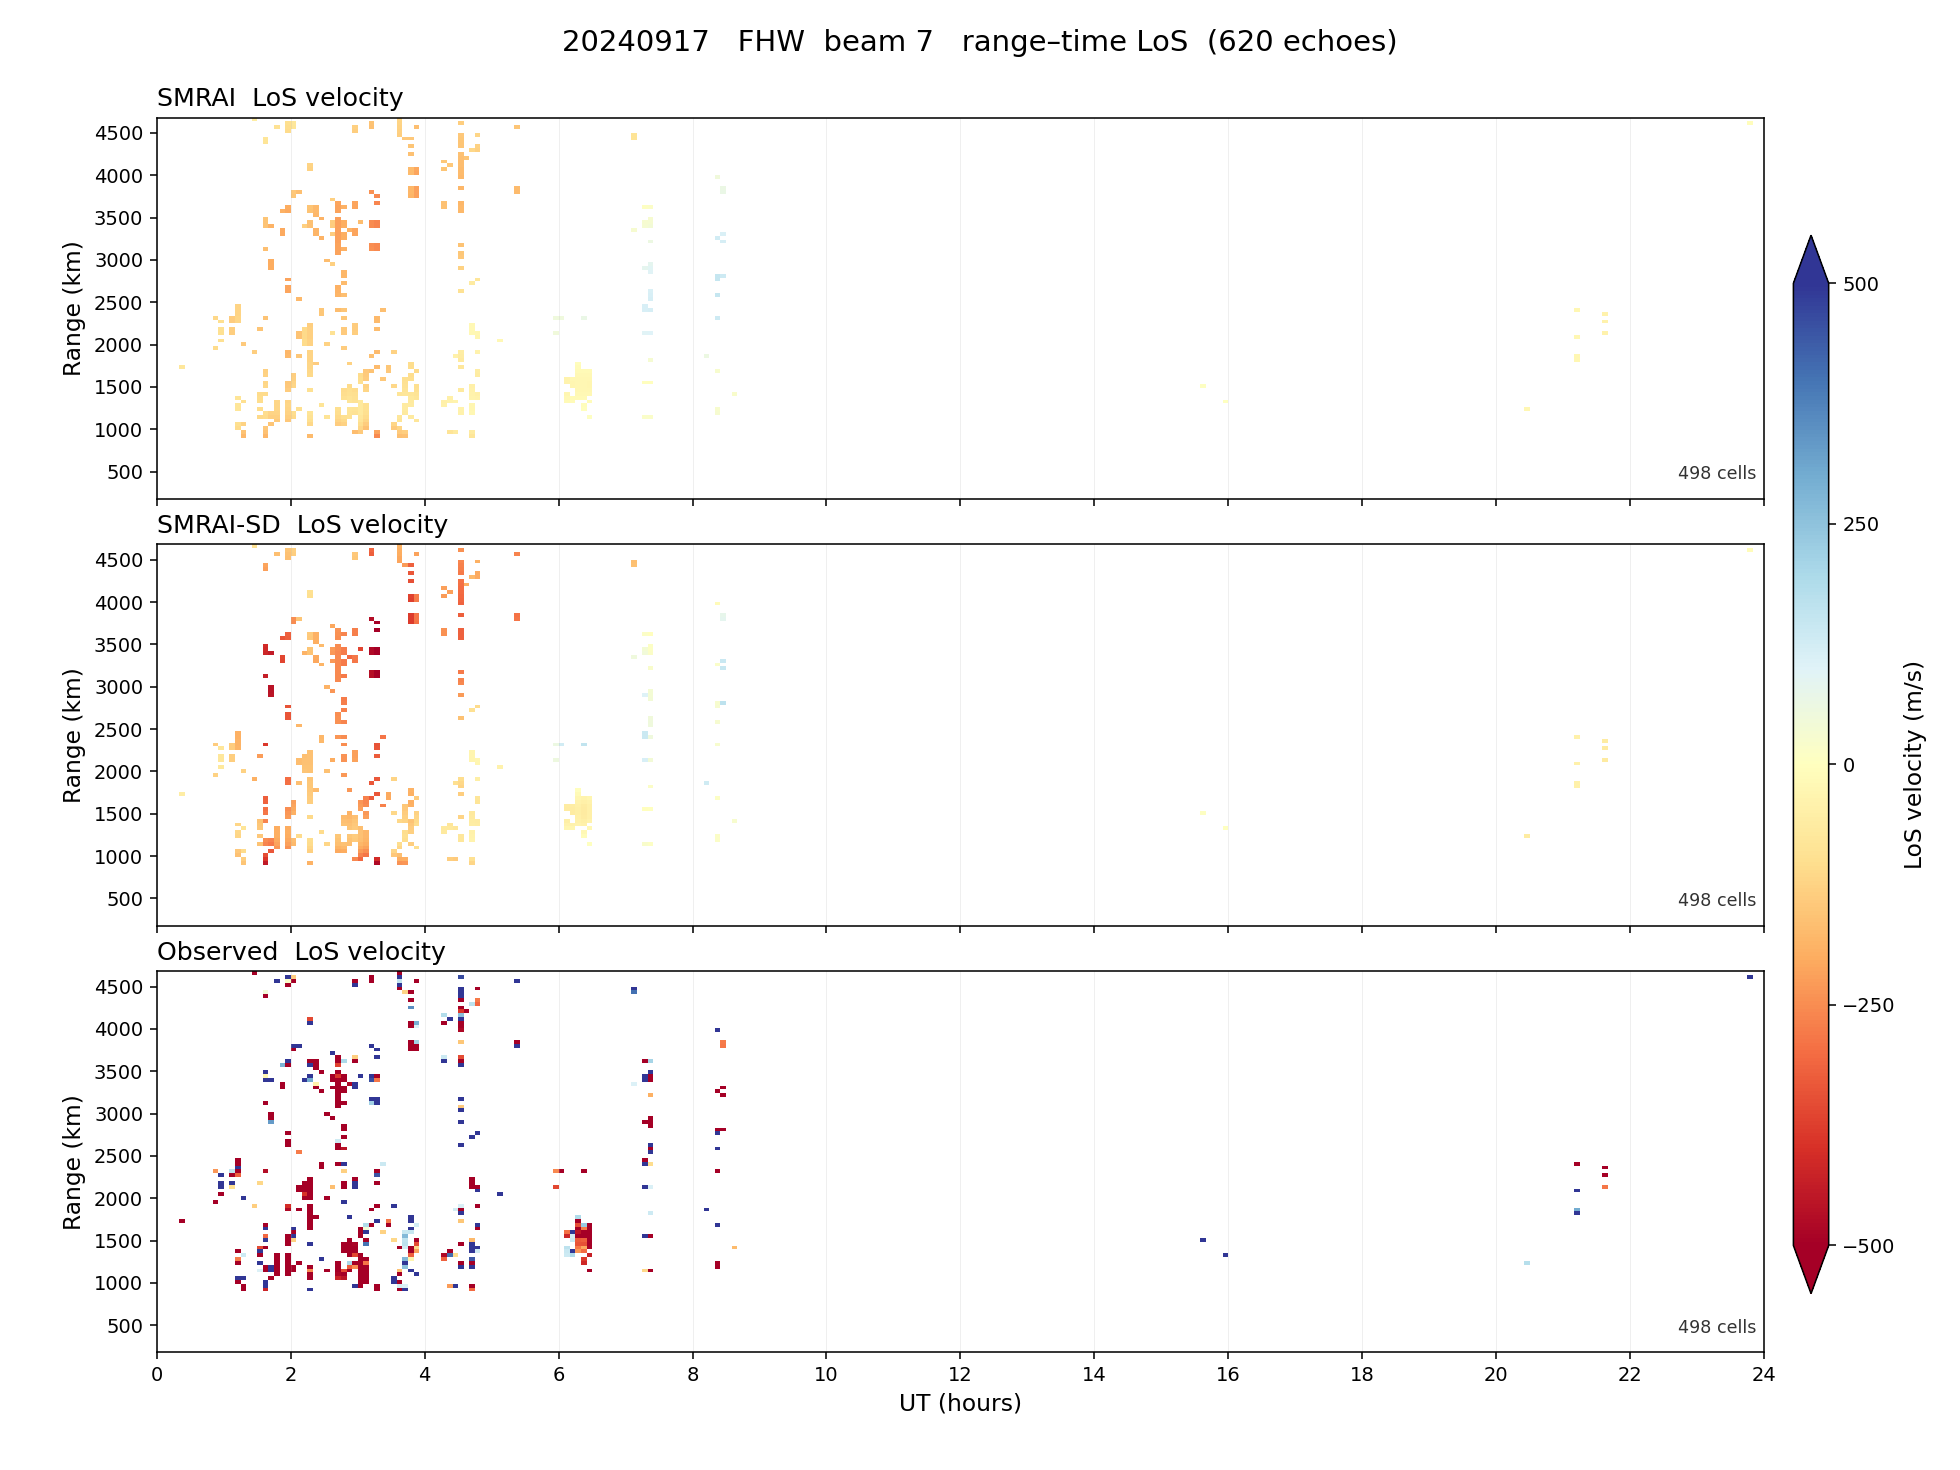 20240917 FHW beam 7 range–time LoS (620 echoes)
SMRAI LoS velocity
4500
4000
3500
3000
2500
2000
1500
1000
500
Range (km)
498 cells
SMRAI-SD LoS velocity
4500
4000
3500
3000
2500
2000
1500
1000
500
Range (km)
498 cells
Observed LoS velocity
4500
4000
3500
3000
2500
2000
1500
1000
500
Range (km)
498 cells
0 2 4 6 8 10 12 14 16 18 20 22 24
UT (hours)
500
250
0
−250
−500
LoS velocity (m/s)